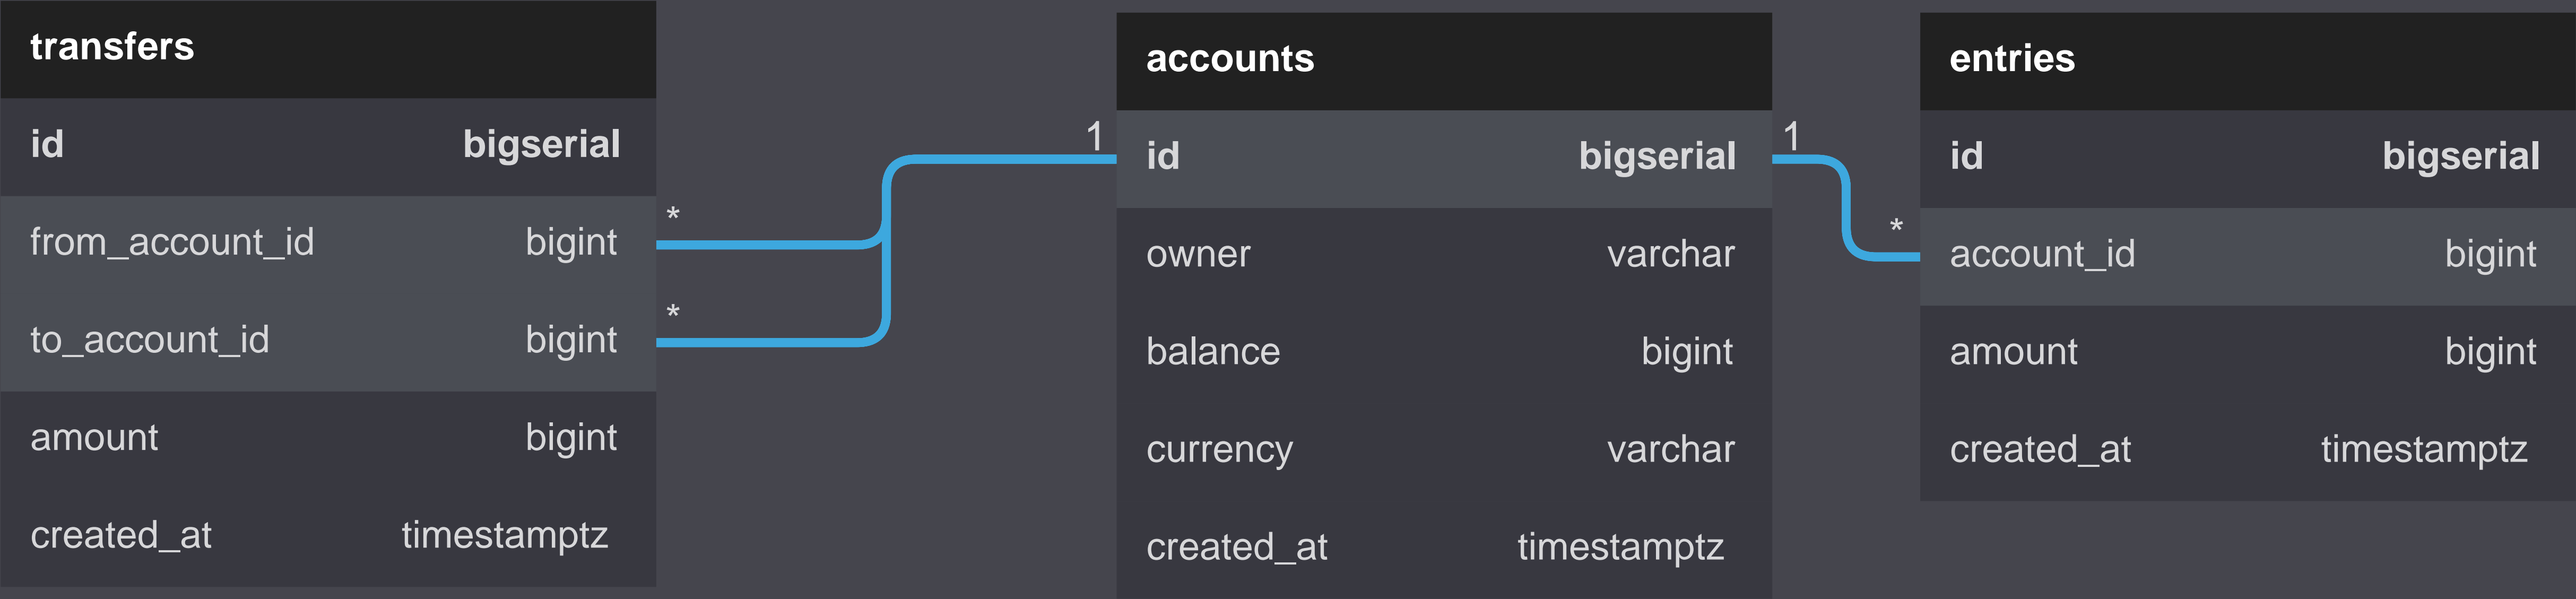 transfers
id bigserial
from_account_id bigint
to_account_id bigint
amount bigint
created_at timestamptz
*
*
1
accounts
id bigserial
owner varchar
balance bigint
currency varchar
created_at timestamptz
1
*
entries
id bigserial
account_id bigint
amount bigint
created_at timestamptz